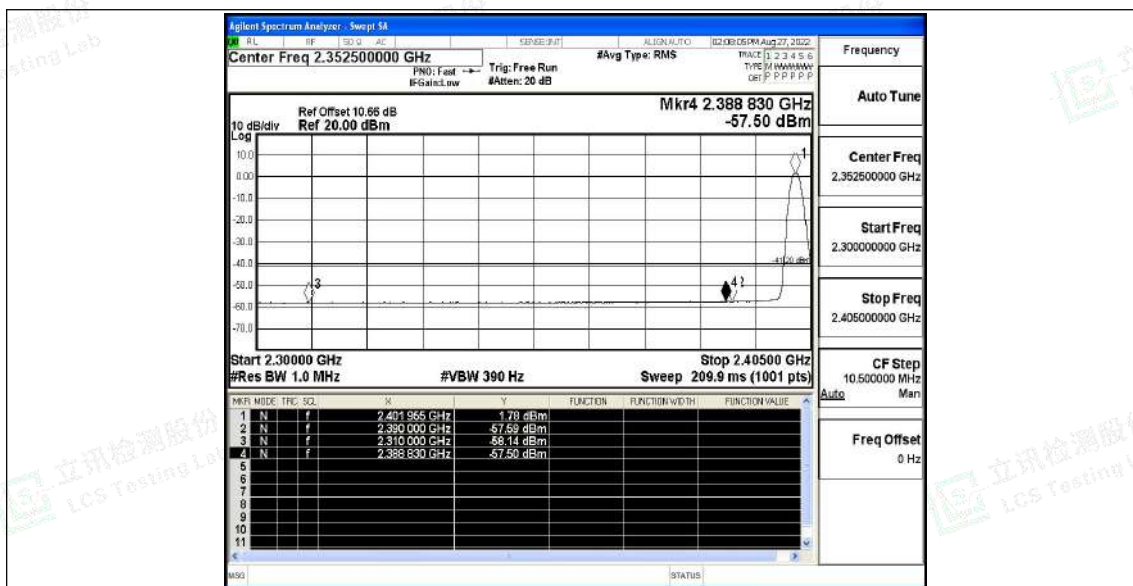 Agilent Spectrum Analyzer - Swept SA
RL RF 50 Ω AC SENSE:INT ALIGN AUTO 02:08:05 PM Aug 27, 2022
Center Freq 2.352500000 GHz
PNO: Fast
IFGain:Low
Trig: Free Run
#Atten: 20 dB
#Avg Type: RMS
TRACE 1 2 3 4 5 6
TYPE M WWWWW
DET P P P P P P
Frequency
Auto Tune
Center Freq
2.352500000 GHz
Start Freq
2.300000000 GHz
Stop Freq
2.405000000 GHz
CF Step
10.500000 MHz
Auto Man
Freq Offset
0 Hz
Mkr4 2.388 830 GHz
-57.50 dBm
Ref Offset 10.66 dB
10 dB/div Ref 20.00 dBm
Log
10.0
0.00
-10.0
-20.0
-30.0
-40.0
-50.0
-60.0
-70.0
1
-41.20 dBm
3
4 2
Start 2.30000 GHz Stop 2.40500 GHz
#Res BW 1.0 MHz #VBW 390 Hz Sweep 209.9 ms (1001 pts)
MKR MODE TRC SCL X Y FUNCTION FUNCTION WIDTH FUNCTION VALUE
1 N f 2.401 955 GHz 1.78 dBm
2 N f 2.390 000 GHz -57.59 dBm
3 N f 2.310 000 GHz -58.14 dBm
4 N f 2.388 830 GHz -57.50 dBm
5
6
7
8
9
10
11
MSG STATUS
立讯检测股份
LCS Testing Lab
立讯检测股份
LCS Testing